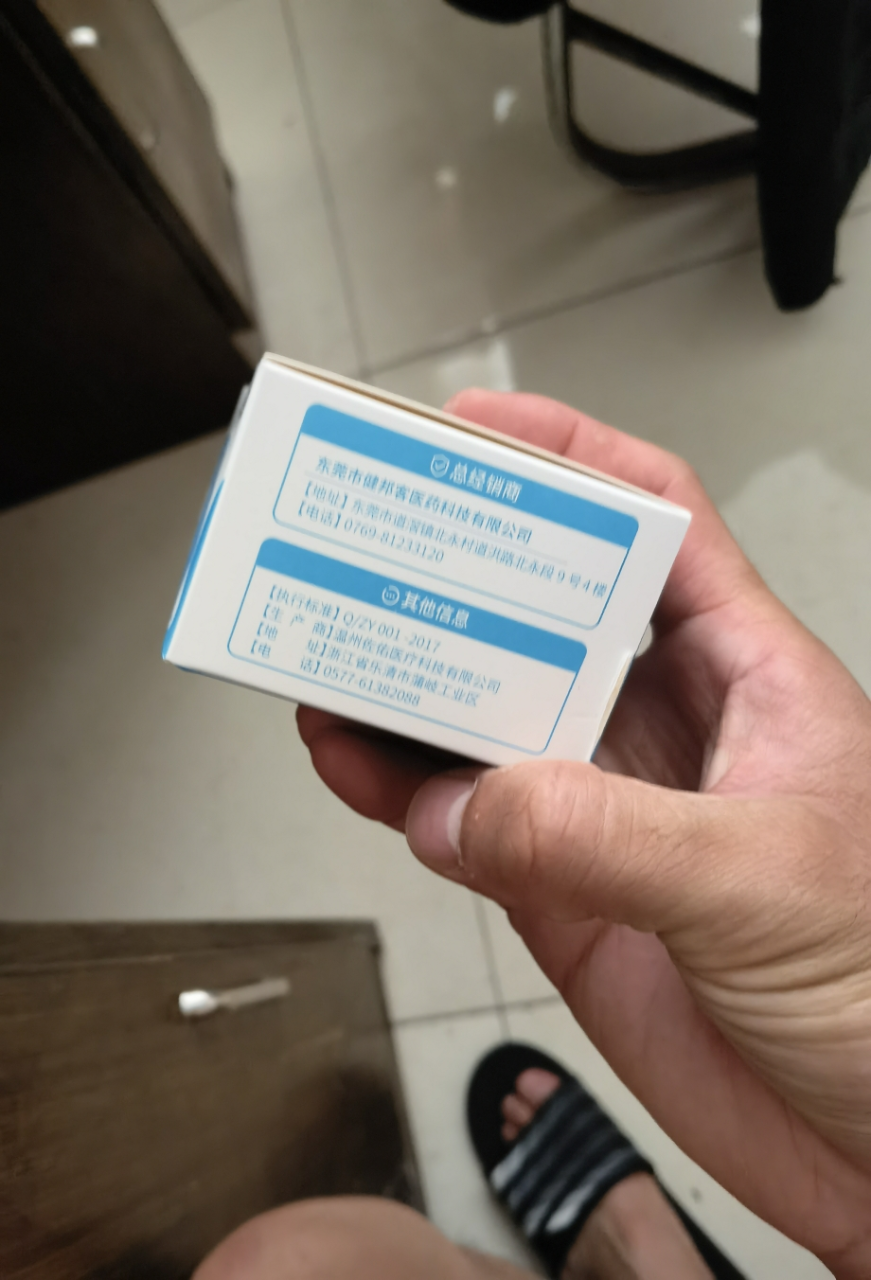 总经销商
东莞市健邦客医药科技有限公司
【地址】东莞市道滘镇北永村道洪路北永段9号4楼
【电话】0769-81233120
其他信息
【执行标准】Q/ZY 001-2017
【生 产 商】温州佐佑医疗科技有限公司
【地 址】浙江省乐清市蒲岐工业区
【电 话】0577-61382088